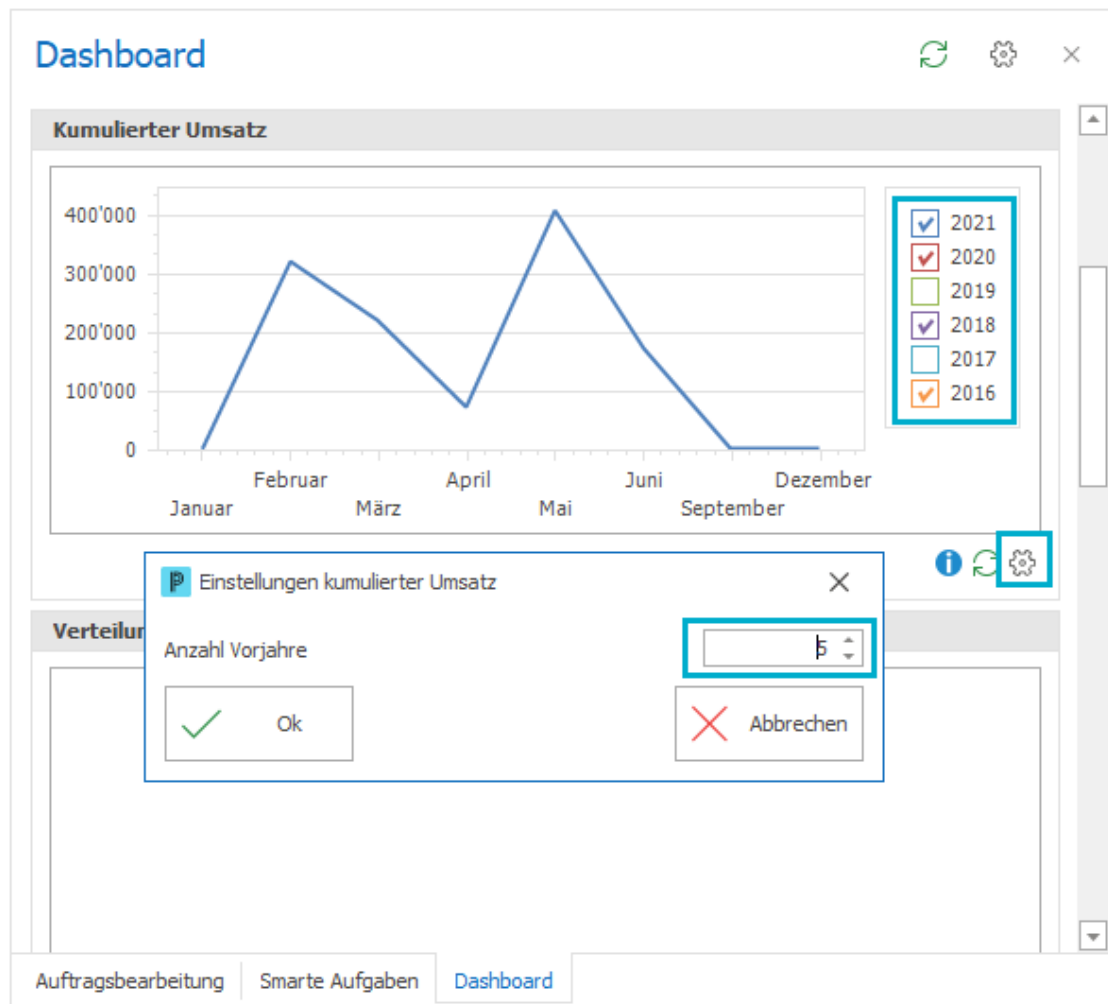 Dashboard
Kumulierter Umsatz
400'000
300'000
200'000
100'000
0
Februar April Juni Dezember
Januar März Mai September
2021
2020
2019
2018
2017
2016
Einstellungen kumulierter Umsatz
Anzahl Vorjahre 5
Ok Abbrechen
Auftragsbearbeitung Smarte Aufgaben Dashboard